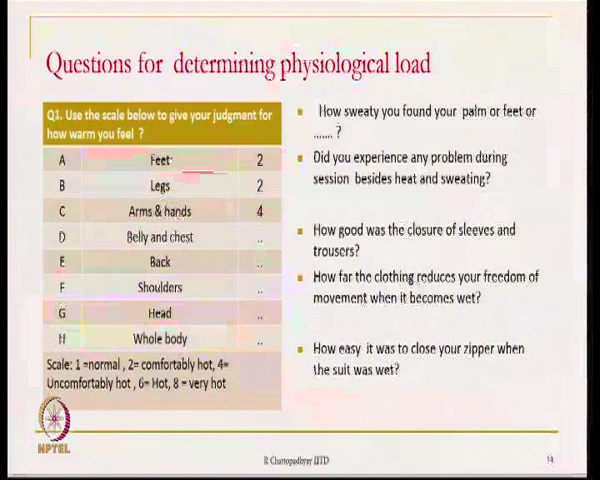 Questions for determining physiological load
Q1. Use the scale below to give your judgment for
how warm you feel ?
A Feet 2
B Legs 2
C Arms & hands 4
D Belly and chest ..
E Back ..
F Shoulders ..
G Head ..
H Whole body ..
Scale: 1 =normal , 2= comfortably hot, 4=
Uncomfortably hot , 6= Hot, 8 = very hot
How sweaty you found your palm or feet or
....... ?
Did you experience any problem during
session besides heat and sweating?
How good was the closure of sleeves and
trousers?
How far the clothing reduces your freedom of
movement when it becomes wet?
How easy it was to close your zipper when
the suit was wet?
NPTEL
R Chattopadhyay IITD